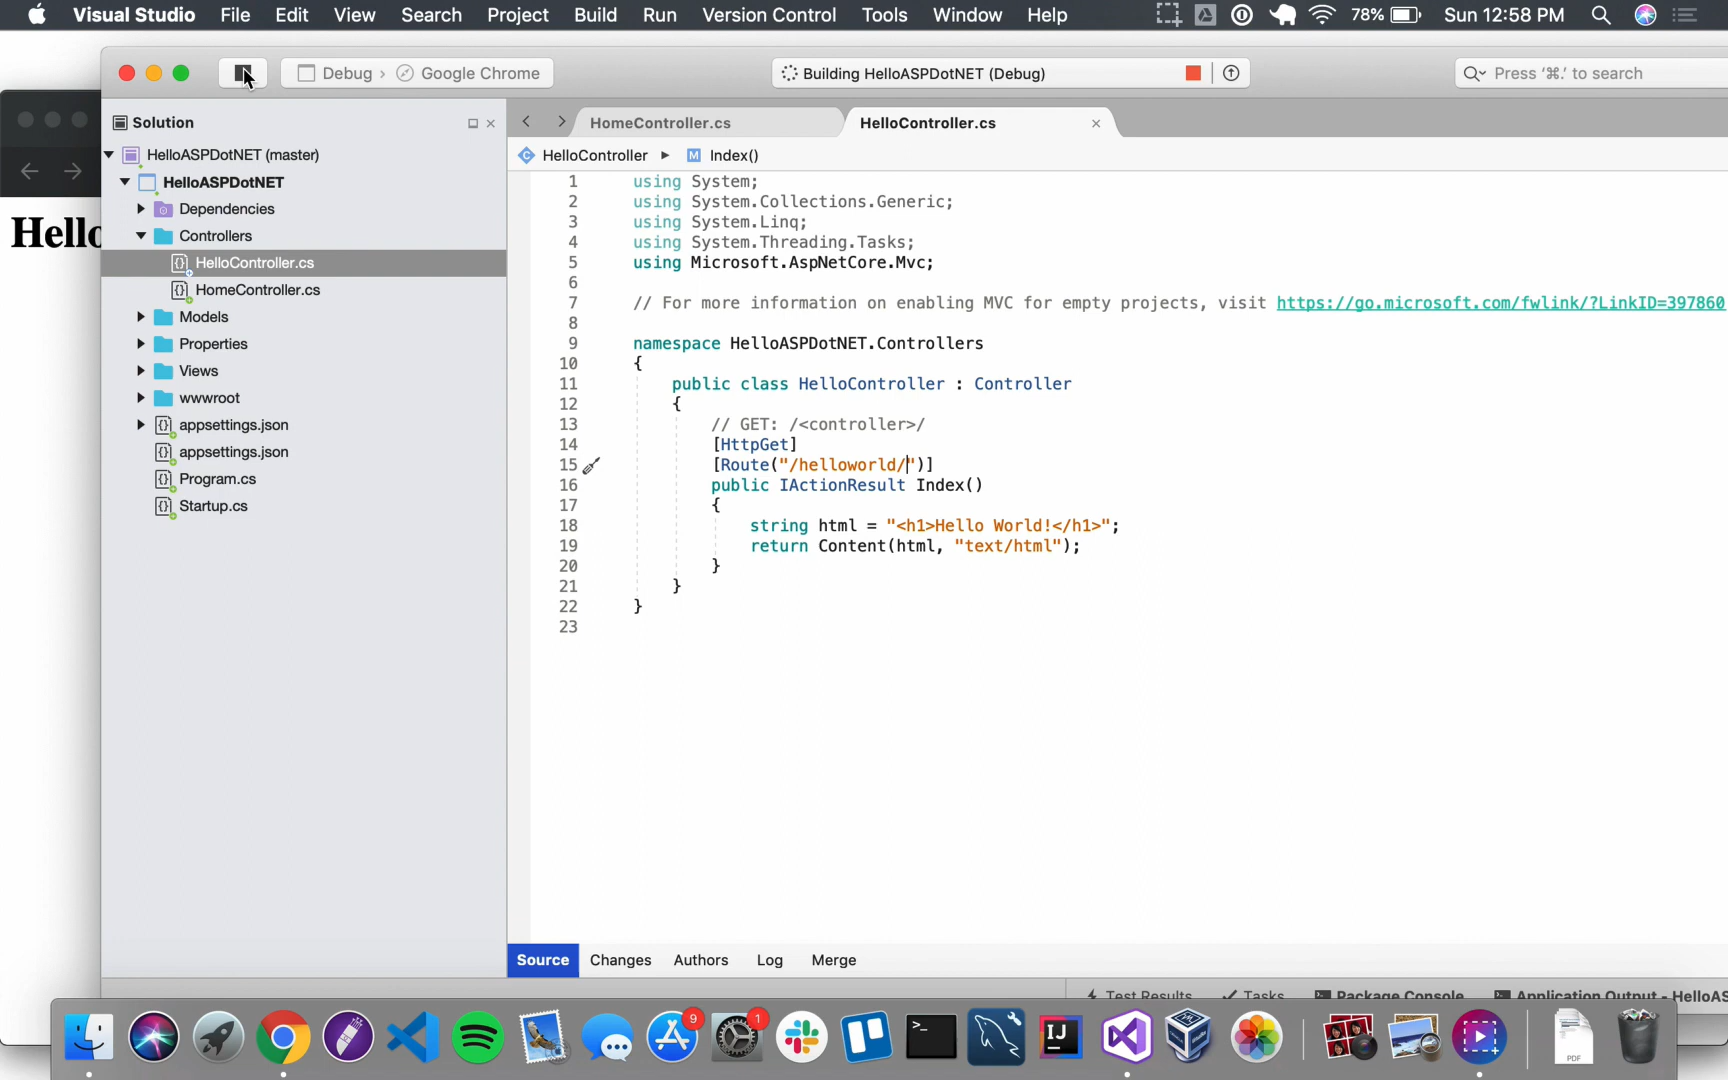 Visual Studio File Edit View Search Project Build Run Version Control Tools Window Help 78% Sun 12:58 PM
Debug › Google Chrome Building HelloASPDotNET (Debug) Press ‘⌘.’ to search
Solution HomeController.cs HelloController.cs
HelloController ▸ M Index()
HelloASPDotNET (master)
HelloASPDotNET
Dependencies
Controllers
HelloController.cs
HomeController.cs
Models
Properties
Views
wwwroot
appsettings.json
appsettings.json
Program.cs
Startup.cs
Hello
1 using System;
2 using System.Collections.Generic;
3 using System.Linq;
4 using System.Threading.Tasks;
5 using Microsoft.AspNetCore.Mvc;
6
7 // For more information on enabling MVC for empty projects, visit https://go.microsoft.com/fwlink/?LinkID=397860
8
9 namespace HelloASPDotNET.Controllers
10 {
11 public class HelloController : Controller
12 {
13 // GET: /<controller>/
14 [HttpGet]
15 [Route("/helloworld/")]
16 public IActionResult Index()
17 {
18 string html = "<h1>Hello World!</h1>";
19 return Content(html, "text/html");
20 }
21 }
22 }
23
Source Changes Authors Log Merge
Test Results Tasks Package Console Application Output - HelloAS
9 1 >_ IJ PDF